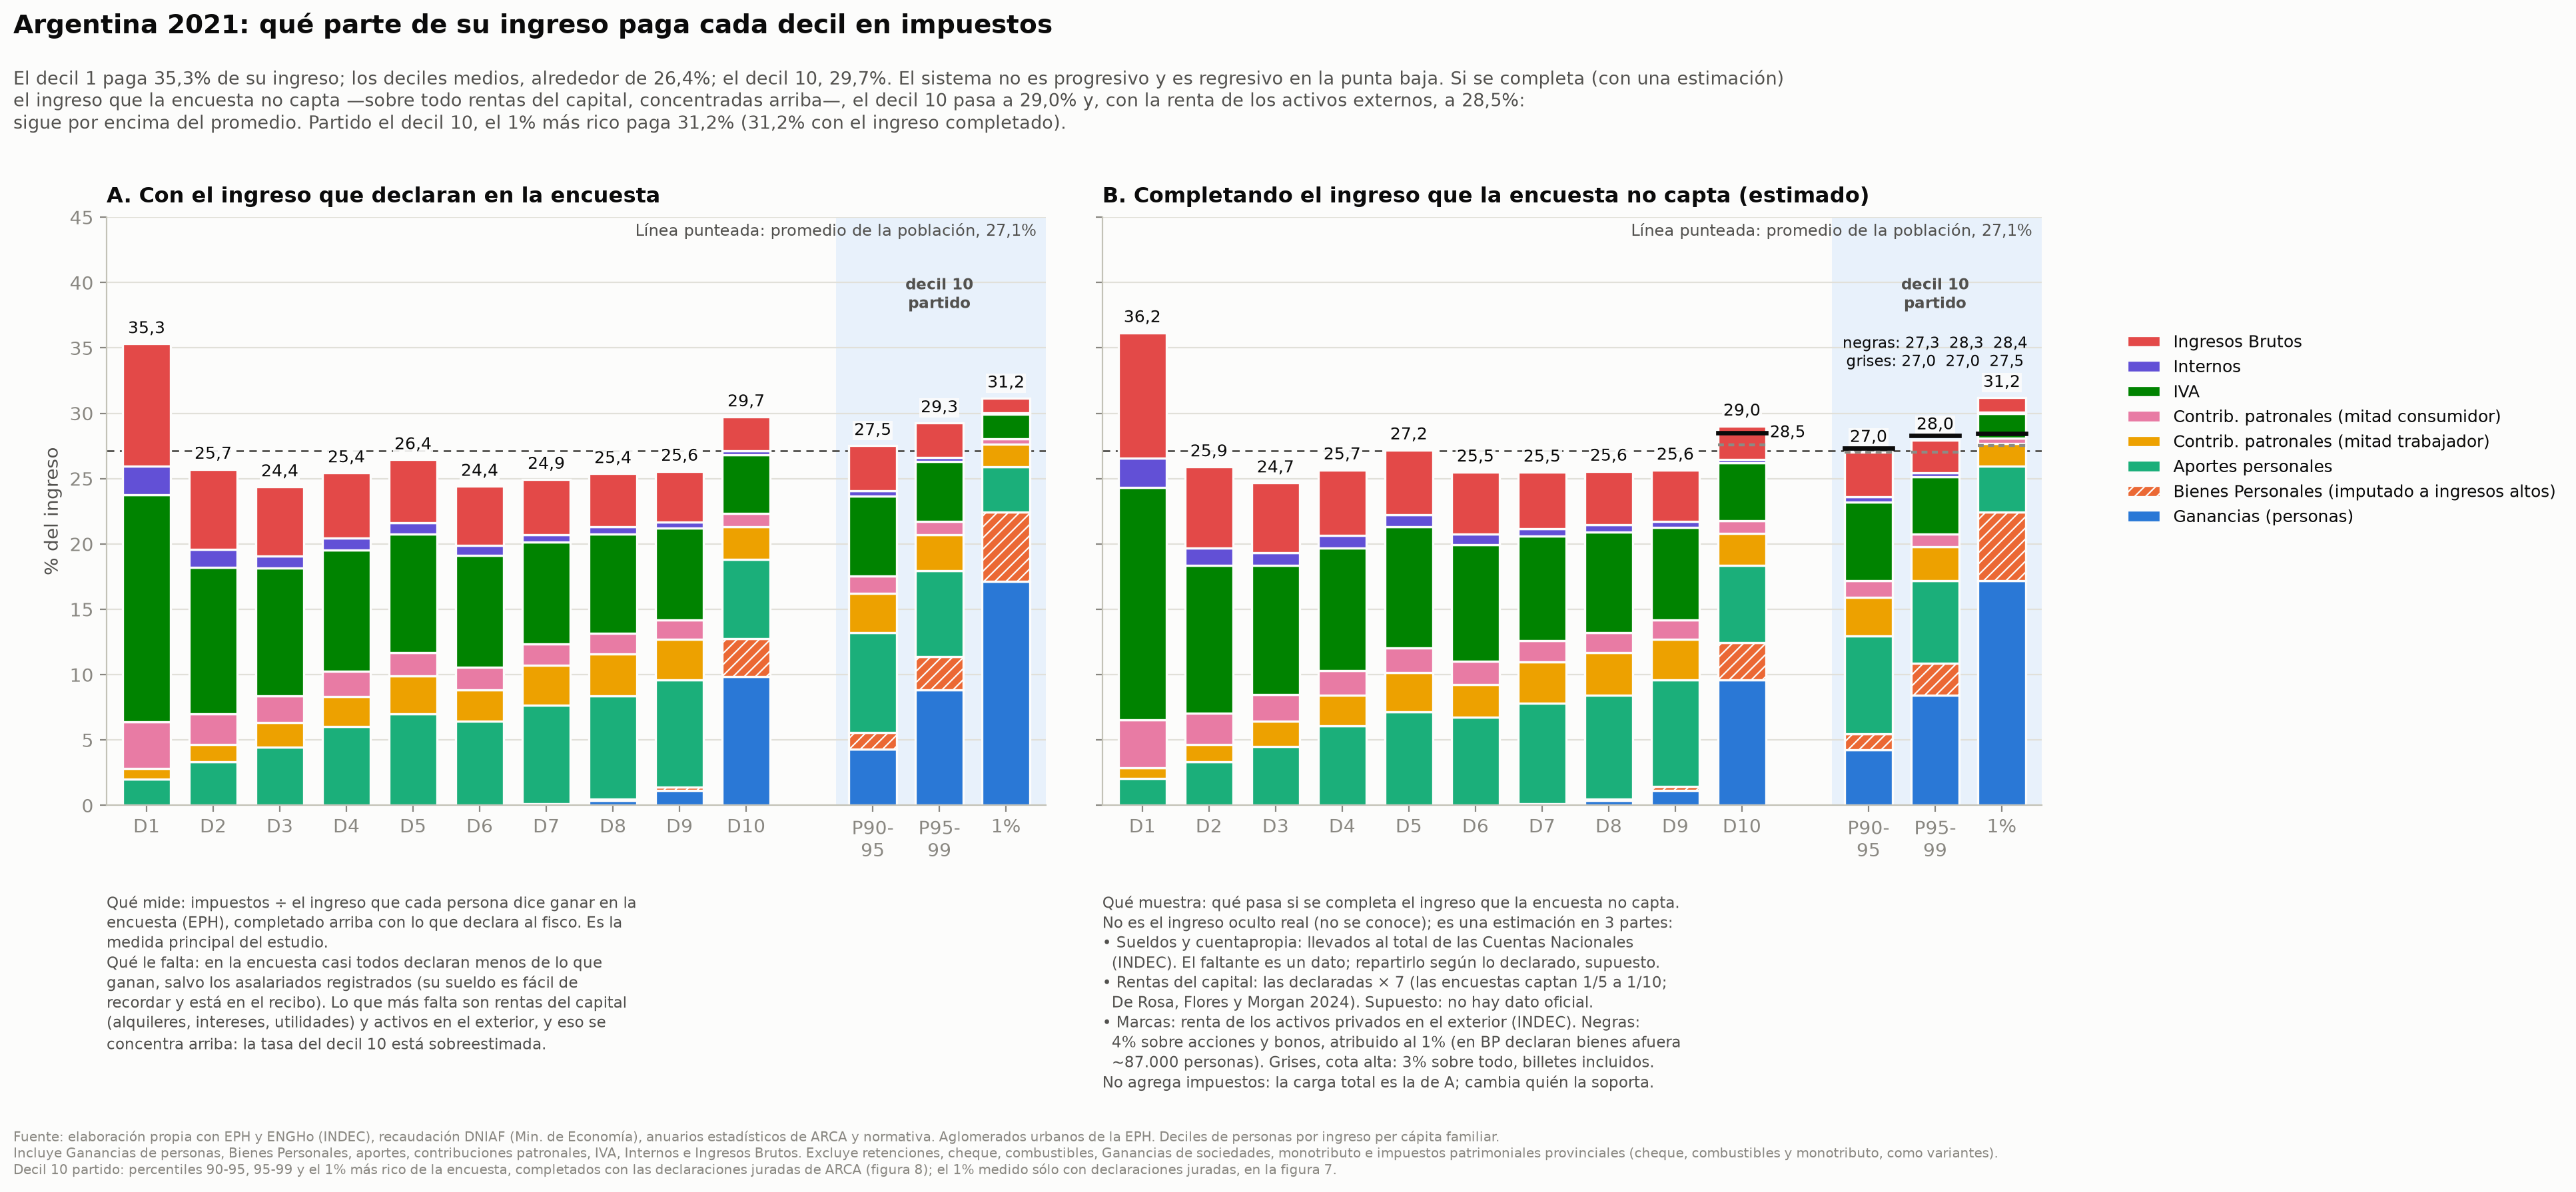 Argentina 2021: qué parte de su ingreso paga cada decil en impuestos
El decil 1 paga 35,3% de su ingreso; los deciles medios, alrededor de 26,4%; el decil 10, 29,7%. El sistema no es progresivo y es regresivo en la punta baja. Si se completa (con una estimación)
el ingreso que la encuesta no capta —sobre todo rentas del capital, concentradas arriba—, el decil 10 pasa a 29,0% y, con la renta de los activos externos, a 28,5%:
sigue por encima del promedio. Partido el decil 10, el 1% más rico paga 31,2% (31,2% con el ingreso completado).
A. Con el ingreso que declaran en la encuesta
Línea punteada: promedio de la población, 27,1%
decil 10
partido
% del ingreso
45
40
35
30
25
20
15
10
5
0
35,3
25,7
24,4
25,4
26,4
24,4
24,9
25,4
25,6
29,7
27,5
29,3
31,2
D1
D2
D3
D4
D5
D6
D7
D8
D9
D10
P90-
95
P95-
99
1%
Qué mide: impuestos ÷ el ingreso que cada persona dice ganar en la
encuesta (EPH), completado arriba con lo que declara al fisco. Es la
medida principal del estudio.
Qué le falta: en la encuesta casi todos declaran menos de lo que
ganan, salvo los asalariados registrados (su sueldo es fácil de
recordar y está en el recibo). Lo que más falta son rentas del capital
(alquileres, intereses, utilidades) y activos en el exterior, y eso se
concentra arriba: la tasa del decil 10 está sobreestimada.
B. Completando el ingreso que la encuesta no capta (estimado)
Línea punteada: promedio de la población, 27,1%
decil 10
partido
negras: 27,3 28,3 28,4
grises: 27,0 27,0 27,5
36,2
25,9
24,7
25,7
27,2
25,5
25,5
25,6
25,6
29,0
28,5
27,0
28,0
31,2
D1
D2
D3
D4
D5
D6
D7
D8
D9
D10
P90-
95
P95-
99
1%
Qué muestra: qué pasa si se completa el ingreso que la encuesta no capta.
No es el ingreso oculto real (no se conoce); es una estimación en 3 partes:
• Sueldos y cuentapropia: llevados al total de las Cuentas Nacionales
(INDEC). El faltante es un dato; repartirlo según lo declarado, supuesto.
• Rentas del capital: las declaradas × 7 (las encuestas captan 1/5 a 1/10;
De Rosa, Flores y Morgan 2024). Supuesto: no hay dato oficial.
• Marcas: renta de los activos privados en el exterior (INDEC). Negras:
4% sobre acciones y bonos, atribuido al 1% (en BP declaran bienes afuera
~87.000 personas). Grises, cota alta: 3% sobre todo, billetes incluidos.
No agrega impuestos: la carga total es la de A; cambia quién la soporta.
Ingresos Brutos
Internos
IVA
Contrib. patronales (mitad consumidor)
Contrib. patronales (mitad trabajador)
Aportes personales
Bienes Personales (imputado a ingresos altos)
Ganancias (personas)
Fuente: elaboración propia con EPH y ENGHo (INDEC), recaudación DNIAF (Min. de Economía), anuarios estadísticos de ARCA y normativa. Aglomerados urbanos de la EPH. Deciles de personas por ingreso per cápita familiar.
Incluye Ganancias de personas, Bienes Personales, aportes, contribuciones patronales, IVA, Internos e Ingresos Brutos. Excluye retenciones, cheque, combustibles, Ganancias de sociedades, monotributo e impuestos patrimoniales provinciales (cheque, combustibles y monotributo, como variantes).
Decil 10 partido: percentiles 90-95, 95-99 y el 1% más rico de la encuesta, completados con las declaraciones juradas de ARCA (figura 8); el 1% medido sólo con declaraciones juradas, en la figura 7.